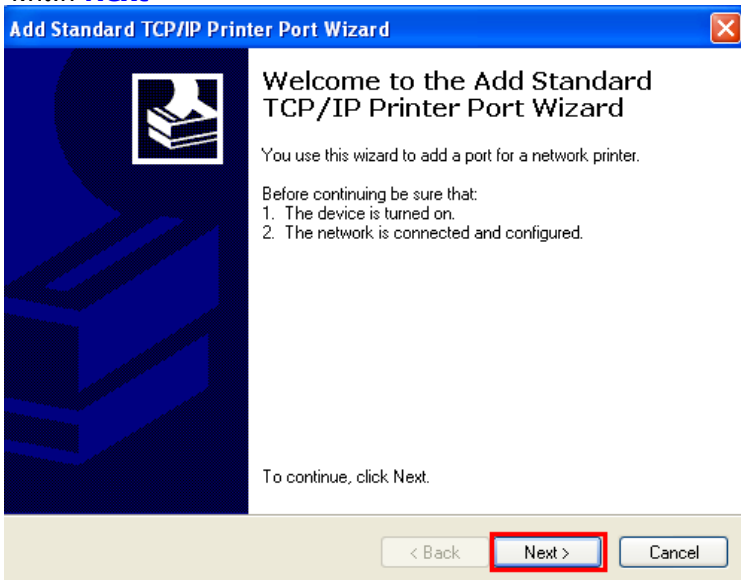 Next
Add Standard TCP/IP Printer Port Wizard
Welcome to the Add Standard
TCP/IP Printer Port Wizard
You use this wizard to add a port for a network printer.
Before continuing be sure that:
1. The device is turned on.
2. The network is connected and configured.
To continue, click Next.
< Back Next > Cancel